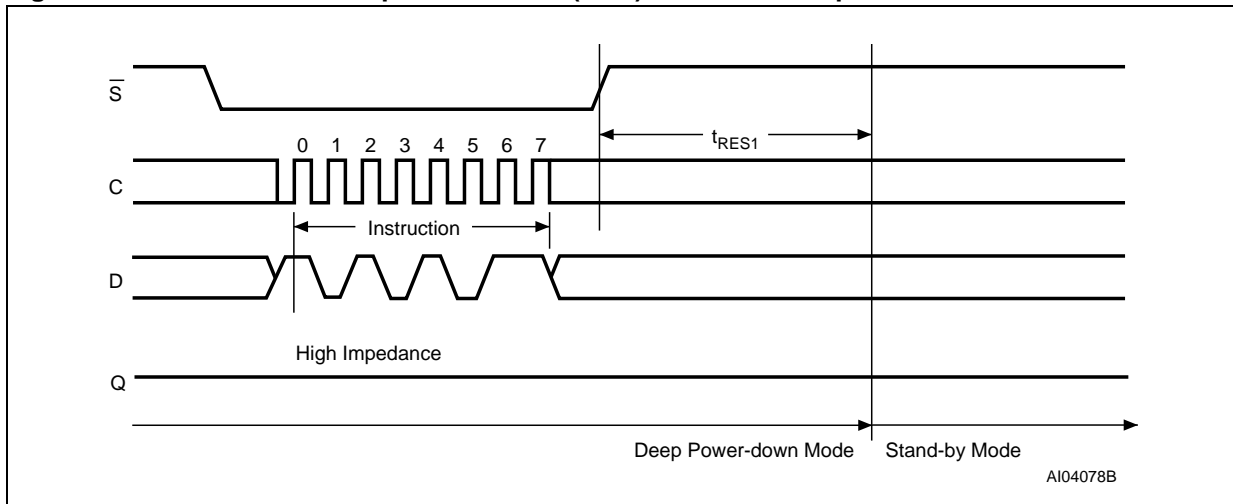 S
tRES1
0 1 2 3 4 5 6 7
C
Instruction
D
High Impedance
Q
Deep Power-down Mode Stand-by Mode
AI04078B